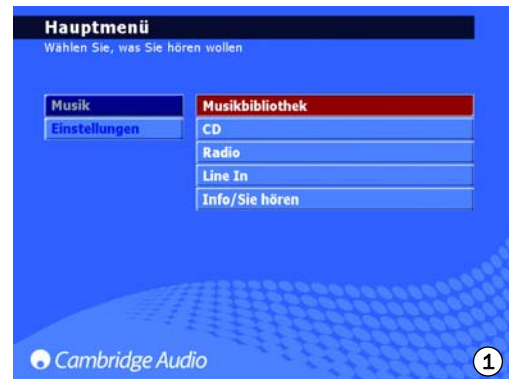 Hauptmenü
Wählen Sie, was Sie hören wollen
Musik
Einstellungen
Musikbibliothek
CD
Radio
Line In
Info/Sie hören
Cambridge Audio
1